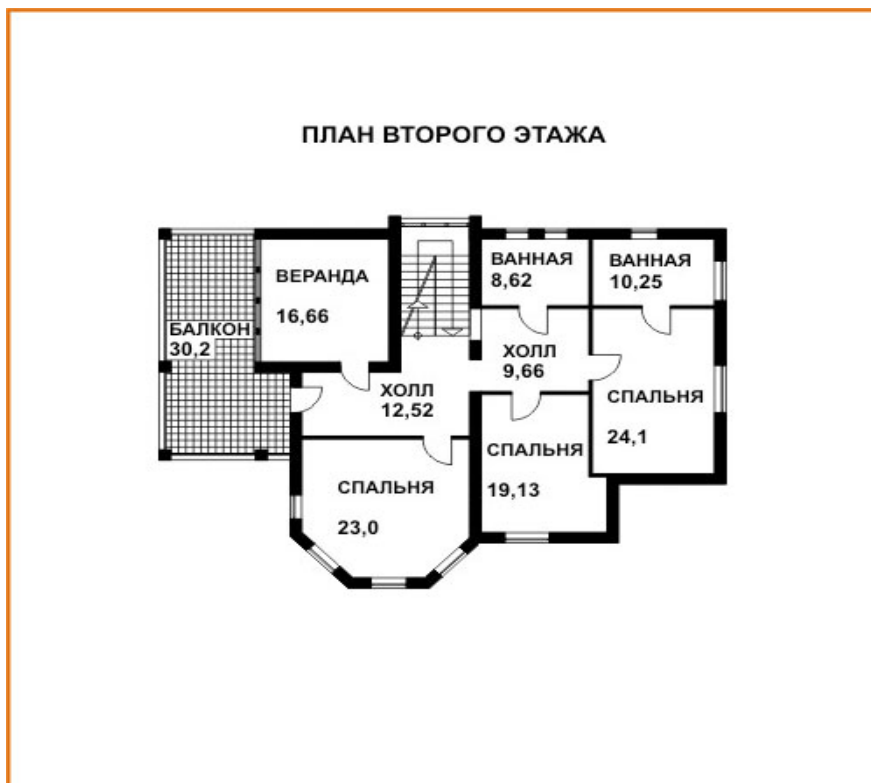 ПЛАН ВТОРОГО ЭТАЖА
ВЕРАНДА
16,66
БАЛКОН
30,2
ВАННАЯ
8,62
ВАННАЯ
10,25
ХОЛЛ
9,66
ХОЛЛ
12,52
СПАЛЬНЯ
24,1
СПАЛЬНЯ
19,13
СПАЛЬНЯ
23,0